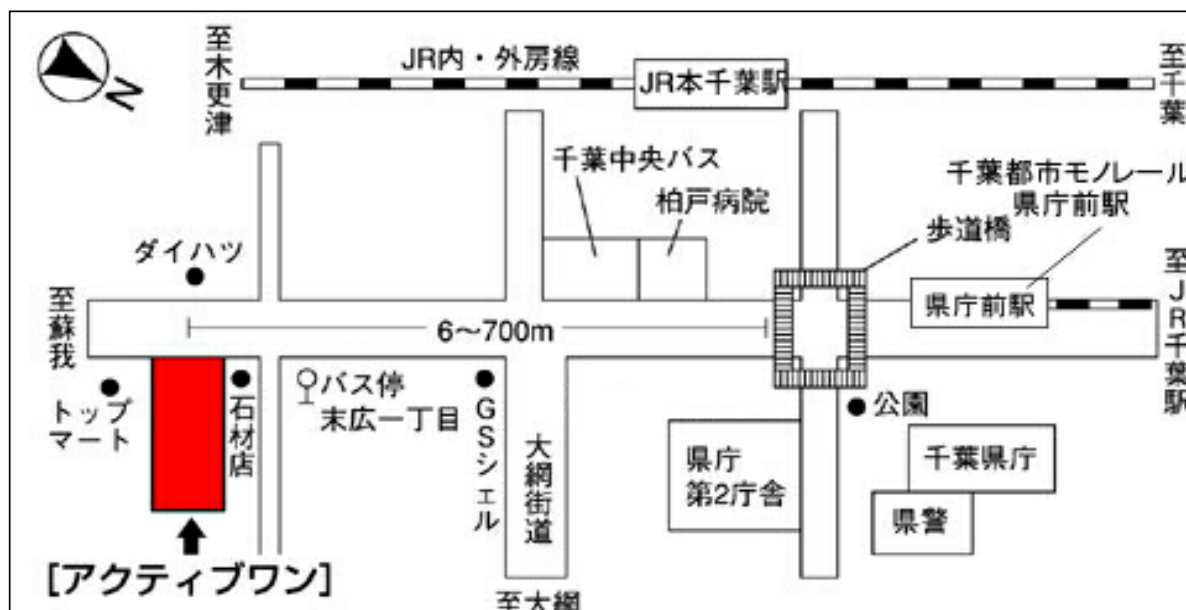 N
至木更津
JR内・外房線
JR本千葉駅
至千葉
千葉中央バス
柏戸病院
千葉都市モノレール
県庁前駅
歩道橋
ダイハツ
至蘇我
6〜700m
県庁前駅
至JR千葉駅
トップ
マート
石材店
バス停
末広一丁目
GSシェル
大網街道
公園
県庁
第2庁舎
千葉県庁
県警
[アクティブワン]
至大網